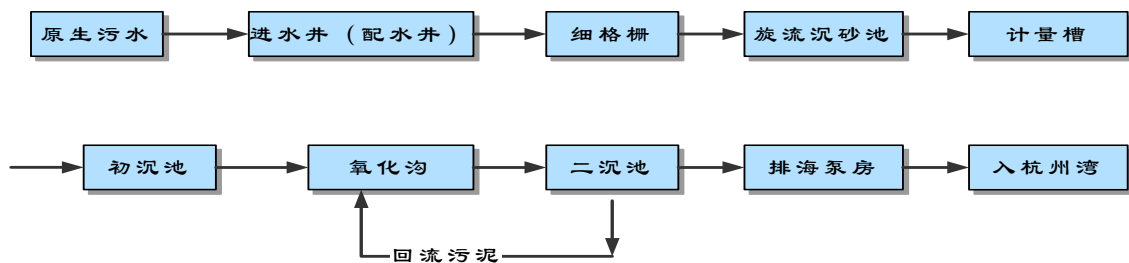 原生污水
进水井（配水井）
细格栅
旋流沉砂池
计量槽
初沉池
氧化沟
二沉池
排海泵房
入杭州湾
回流污泥